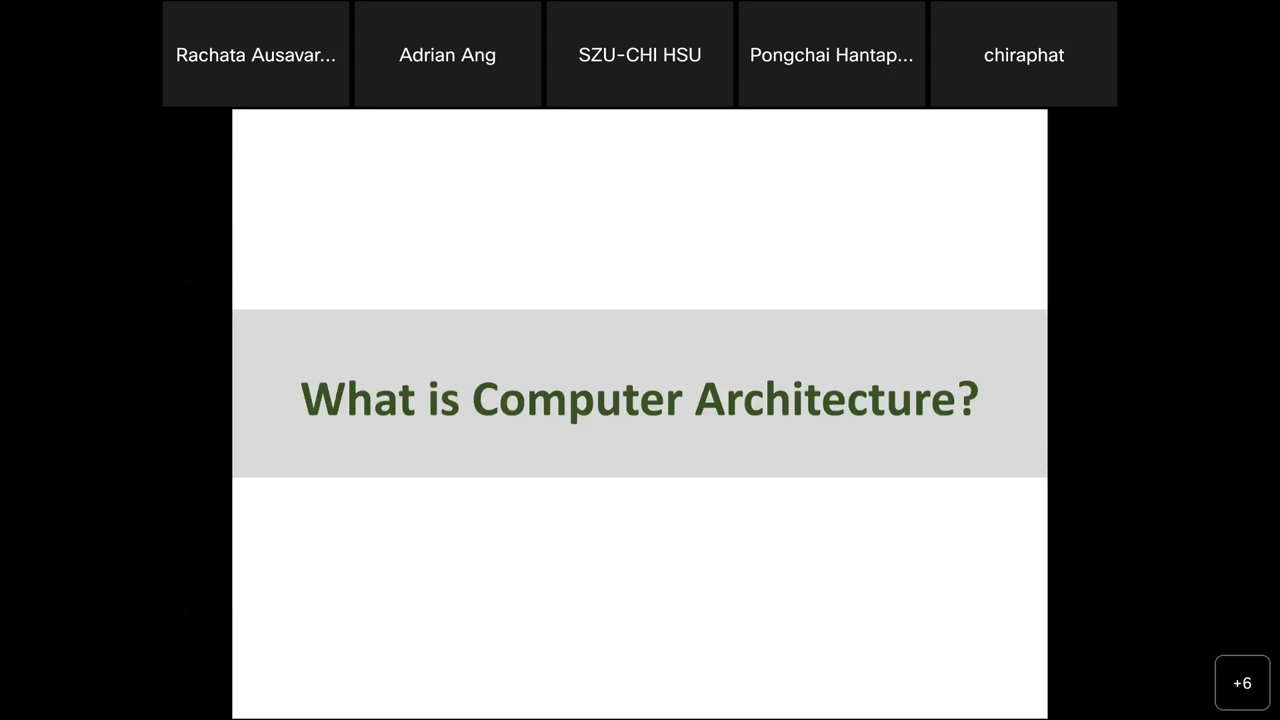 Rachata Ausavar...
Adrian Ang
SZU-CHI HSU
Pongchai Hantap...
chiraphat
What is Computer Architecture?
+6